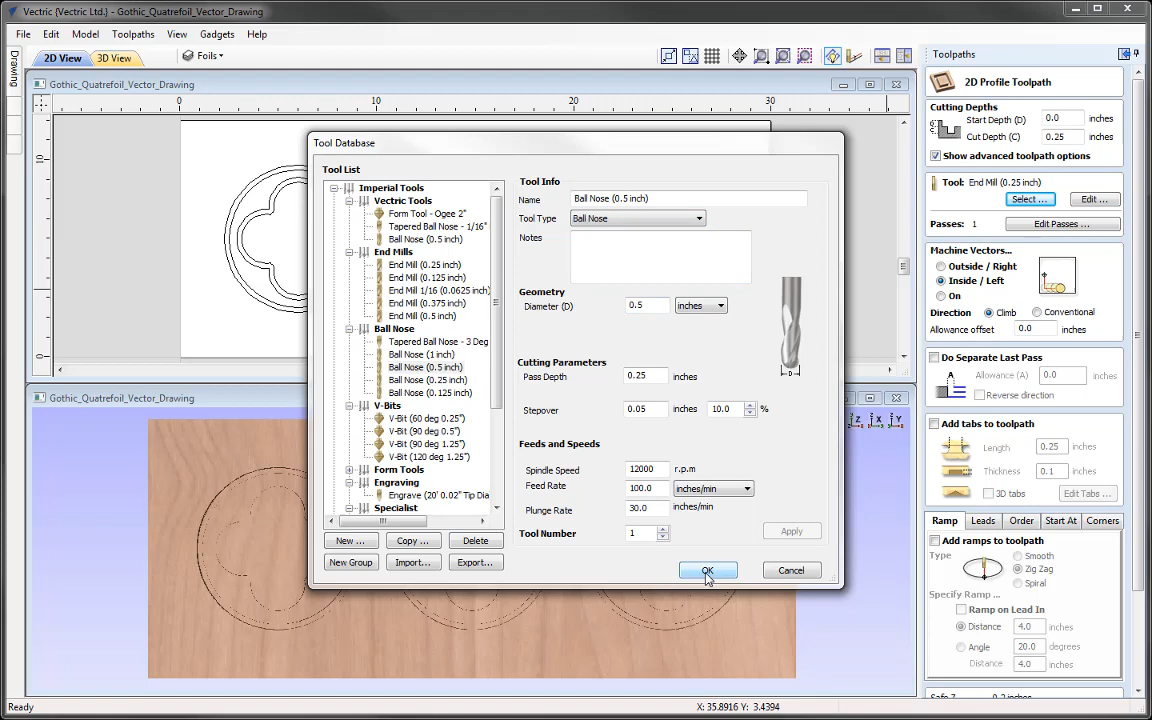 Vectric {Vectric Ltd.} - Gothic_Quatrefoil_Vector_Drawing
File Edit Model Toolpaths View Gadgets Help
Drawing
2D View 3D View Foils
Gothic_Quatrefoil_Vector_Drawing
0 10 20 30
10
0
Tool Database
Tool List
Imperial Tools
Vectric Tools
Form Tool - Ogee 2"
Tapered Ball Nose - 1/16"
Ball Nose (0.5 inch)
End Mills
End Mill (0.25 inch)
End Mill (0.125 inch)
End Mill 1/16 (0.0625 inch)
End Mill (0.375 inch)
End Mill (0.5 inch)
Ball Nose
Tapered Ball Nose - 3 Deg
Ball Nose (1 inch)
Ball Nose (0.5 inch)
Ball Nose (0.25 inch)
Ball Nose (0.125 inch)
V-Bits
V-Bit (60 deg 0.25")
V-Bit (90 deg 0.5")
V-Bit (90 deg 1.25")
V-Bit (120 deg 1.25")
Form Tools
Engraving
Engrave (20' 0.02" Tip Dia
Specialist
New ... Copy ... Delete
New Group Import... Export...
Tool Info
Name Ball Nose (0.5 inch)
Tool Type Ball Nose
Notes
Geometry
Diameter (D) 0.5 inches
D
Cutting Parameters
Pass Depth 0.25 inches
Stepover 0.05 inches 10.0 %
Feeds and Speeds
Spindle Speed 12000 r.p.m
Feed Rate 100.0 inches/min
Plunge Rate 30.0 inches/min
Tool Number 1 Apply
OK Cancel
Gothic_Quatrefoil_Vector_Drawing
Z X Y
Toolpaths
2D Profile Toolpath
Cutting Depths
Start Depth (D) 0.0 inches
Cut Depth (C) 0.25 inches
Show advanced toolpath options
Tool: End Mill (0.25 inch)
Select ... Edit ...
Passes: 1 Edit Passes ...
Machine Vectors...
Outside / Right
Inside / Left
On
Direction Climb Conventional
Allowance offset 0.0 inches
Do Separate Last Pass
A Allowance (A) 0.0 inches
Reverse direction
Add tabs to toolpath
Length 0.25 inches
Thickness 0.1 inches
3D tabs Edit Tabs ...
Ramp Leads Order Start At Corners
Add ramps to toolpath
Type Smooth
Zig Zag
Spiral
Specify Ramp ...
Ramp on Lead In
Distance 4.0 inches
Angle 20.0 degrees
Distance 4.0 inches
Safe Z 0.2 inches
Ready X: 35.8916 Y: 3.4394